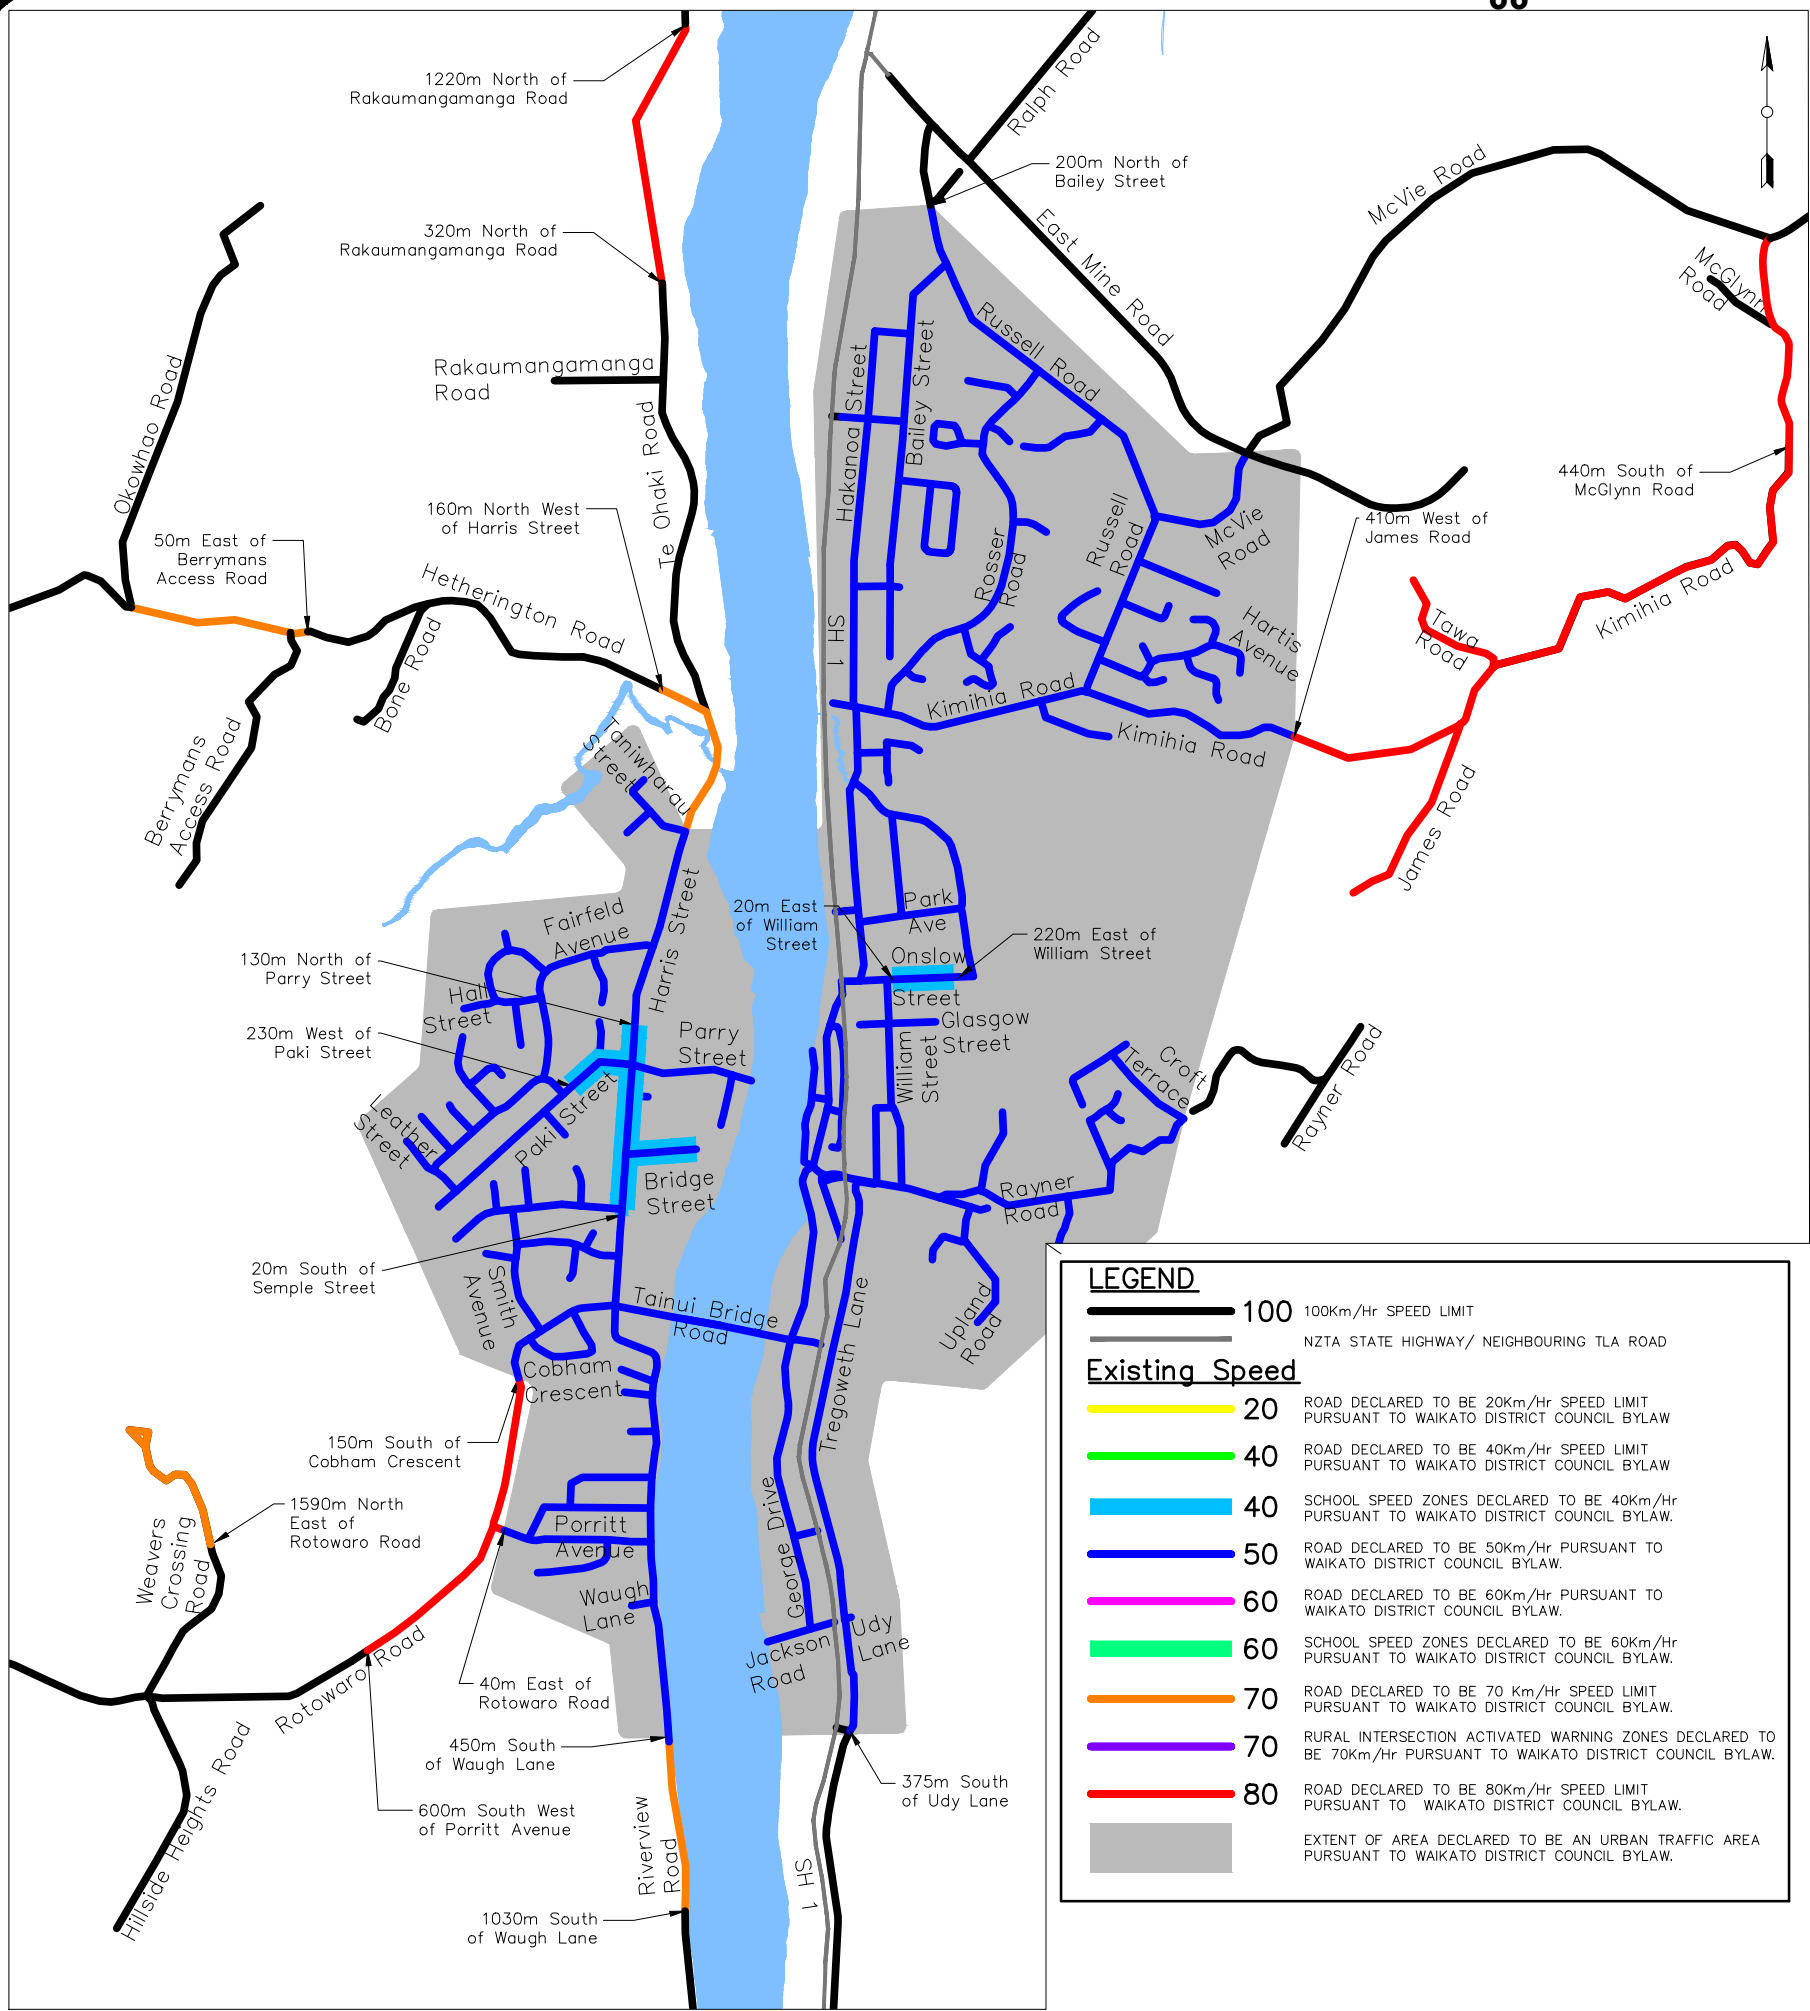 1220m North of
Rakaumangamanga Road
Ralph Road
200m North of
Bailey Street
McVie Road
320m North of
Rakaumangamanga Road
East Mine Road
McGlynn
Road
Russell Road
Okowhao Road
Rakaumangamanga
Road
Hakanoa Street
Bailey Street
Te Ohaki Road
440m South of
McGlynn Road
160m North West
of Harris Street
410m West of
James Road
50m East of
Berrymans
Access Road
Russell
Road
McVie
Road
Rosser
Road
Hetherington Road
SH 1
Hartis
Avenue
Tawa
Road
Kimihia Road
Bone Road
Kimihia Road
Kimihia Road
Berrymans
Access Road
Taniwharau
Street
James Road
Harris Street
Park
Ave
20m East
of William
Street
Fairfeld
Avenue
220m East of
William Street
Onslow
Street
130m North of
Parry Street
Hall
Street
Glasgow
Street
230m West of
Paki Street
Parry
Street
William
Street
Croft
Terrace
Rayner Road
Leather
Street
Paki Street
Bridge
Street
Rayner
Road
20m South of
Semple Street
Smith
Avenue
Tainui Bridge
Road
Tregoweth Lane
Upland
Road
Cobham
Crescent
150m South of
Cobham Crescent
1590m North
East of
Rotowaro Road
Weavers
Crossing
Road
Porritt
Avenue
George Drive
Waugh
Lane
Udy
Lane
Jackson
Road
Rotowaro Road
40m East of
Rotowaro Road
Hillside Heights Road
450m South
of Waugh Lane
375m South
of Udy Lane
600m South West
of Porritt Avenue
Riverview
Road
SH 1
1030m South
of Waugh Lane
LEGEND
100 100Km/Hr SPEED LIMIT
NZTA STATE HIGHWAY/ NEIGHBOURING TLA ROAD
Existing Speed
20 ROAD DECLARED TO BE 20Km/Hr SPEED LIMIT
PURSUANT TO WAIKATO DISTRICT COUNCIL BYLAW
40 ROAD DECLARED TO BE 40Km/Hr SPEED LIMIT
PURSUANT TO WAIKATO DISTRICT COUNCIL BYLAW
40 SCHOOL SPEED ZONES DECLARED TO BE 40Km/Hr
PURSUANT TO WAIKATO DISTRICT COUNCIL BYLAW.
50 ROAD DECLARED TO BE 50Km/Hr PURSUANT TO
WAIKATO DISTRICT COUNCIL BYLAW.
60 ROAD DECLARED TO BE 60Km/Hr PURSUANT TO
WAIKATO DISTRICT COUNCIL BYLAW.
60 SCHOOL SPEED ZONES DECLARED TO BE 60Km/Hr
PURSUANT TO WAIKATO DISTRICT COUNCIL BYLAW.
70 ROAD DECLARED TO BE 70 Km/Hr SPEED LIMIT
PURSUANT TO WAIKATO DISTRICT COUNCIL BYLAW.
70 RURAL INTERSECTION ACTIVATED WARNING ZONES DECLARED TO
BE 70Km/Hr PURSUANT TO WAIKATO DISTRICT COUNCIL BYLAW.
80 ROAD DECLARED TO BE 80Km/Hr SPEED LIMIT
PURSUANT TO WAIKATO DISTRICT COUNCIL BYLAW.
EXTENT OF AREA DECLARED TO BE AN URBAN TRAFFIC AREA
PURSUANT TO WAIKATO DISTRICT COUNCIL BYLAW.